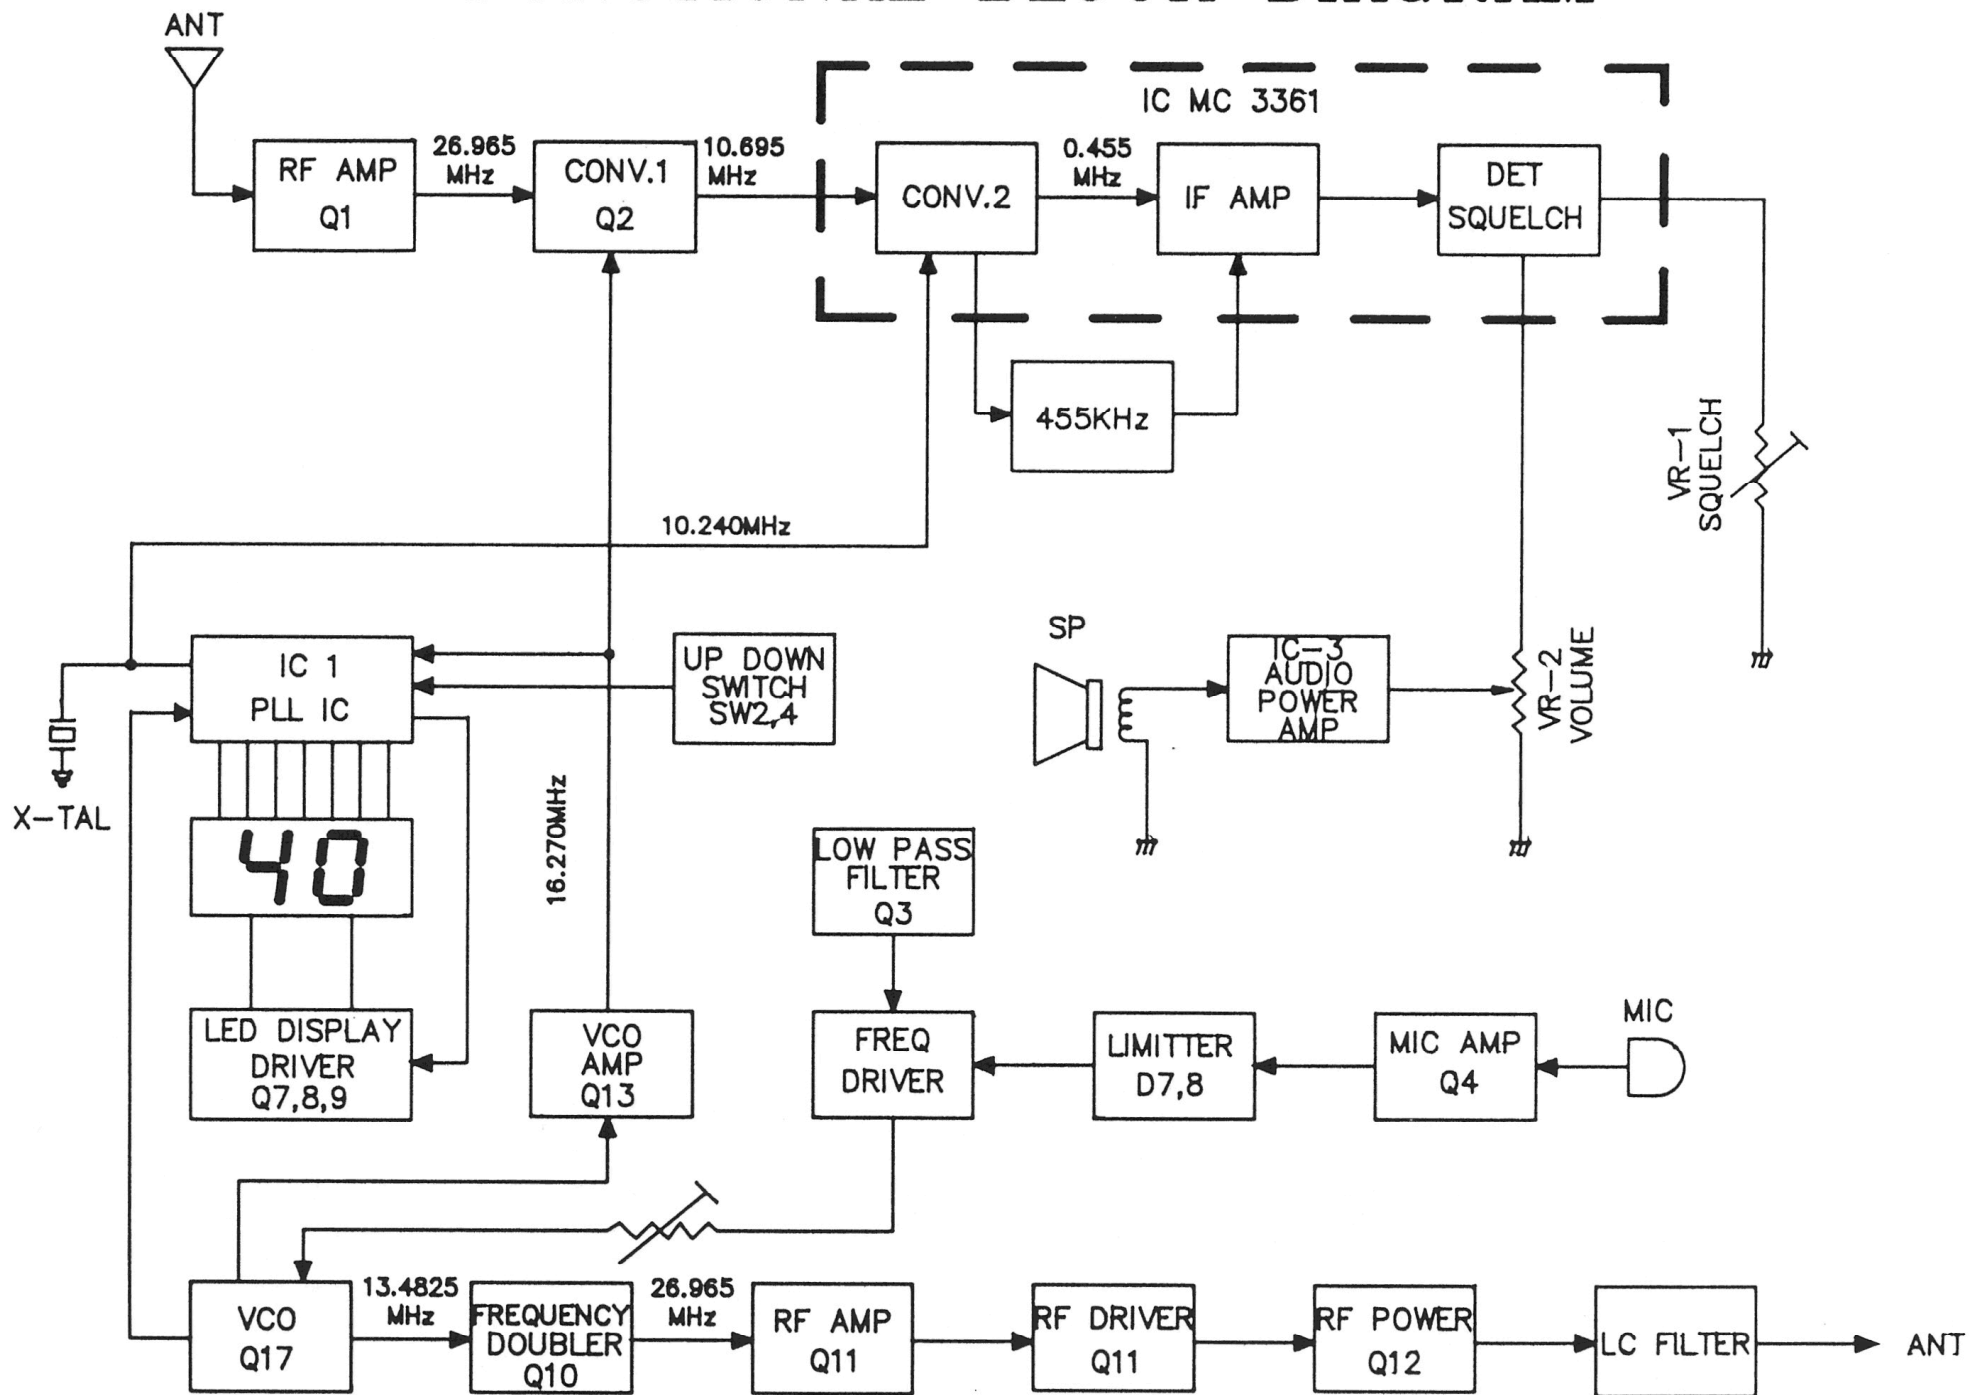 ANT
IC MC 3361
RF AMP
Q1
26.965
MHz
CONV.1
Q2
10.695
MHz
CONV.2
0.455
MHz
IF AMP
DET
SQUELCH
455KHz
VR-1
SQUELCH
10.240MHz
IC 1
PLL IC
UP DOWN
SWITCH
SW2,4
SP
IC-3
AUDIO
POWER
AMP
VR-2
VOLUME
X-TAL
40
16.270MHz
LOW PASS
FILTER
Q3
LED DISPLAY
DRIVER
Q7,8,9
VCO
AMP
Q13
FREQ
DRIVER
LIMITTER
D7,8
MIC AMP
Q4
MIC
VCO
Q17
13.4825
MHz
FREQUENCY
DOUBLER
Q10
26.965
MHz
RF AMP
Q11
RF DRIVER
Q11
RF POWER
Q12
LC FILTER
ANT